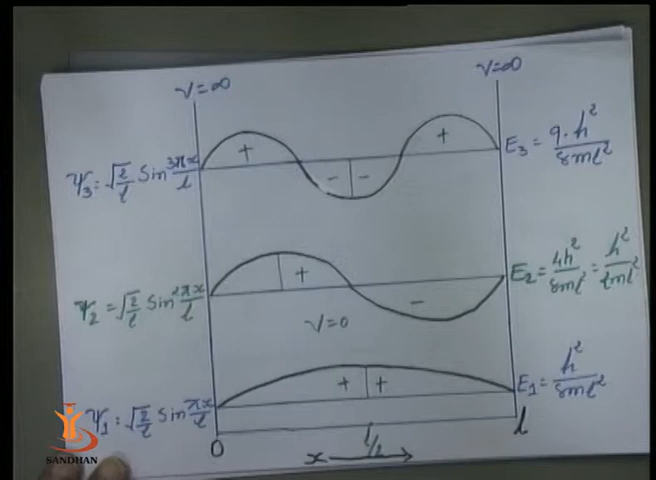 V=∞ V=∞
+ +
ψ₃=√(2/l) Sin 3πx/l - - E₃=9·h²/8ml²
+
ψ₂=√(2/l) Sin 2πx/l - E₂=4h²/8ml²=h²/2ml²
V=0
+ + E₁=h²/8ml²
ψ₁=√(2/l) Sin πx/l
0 l/2 l
x
SANDHAN